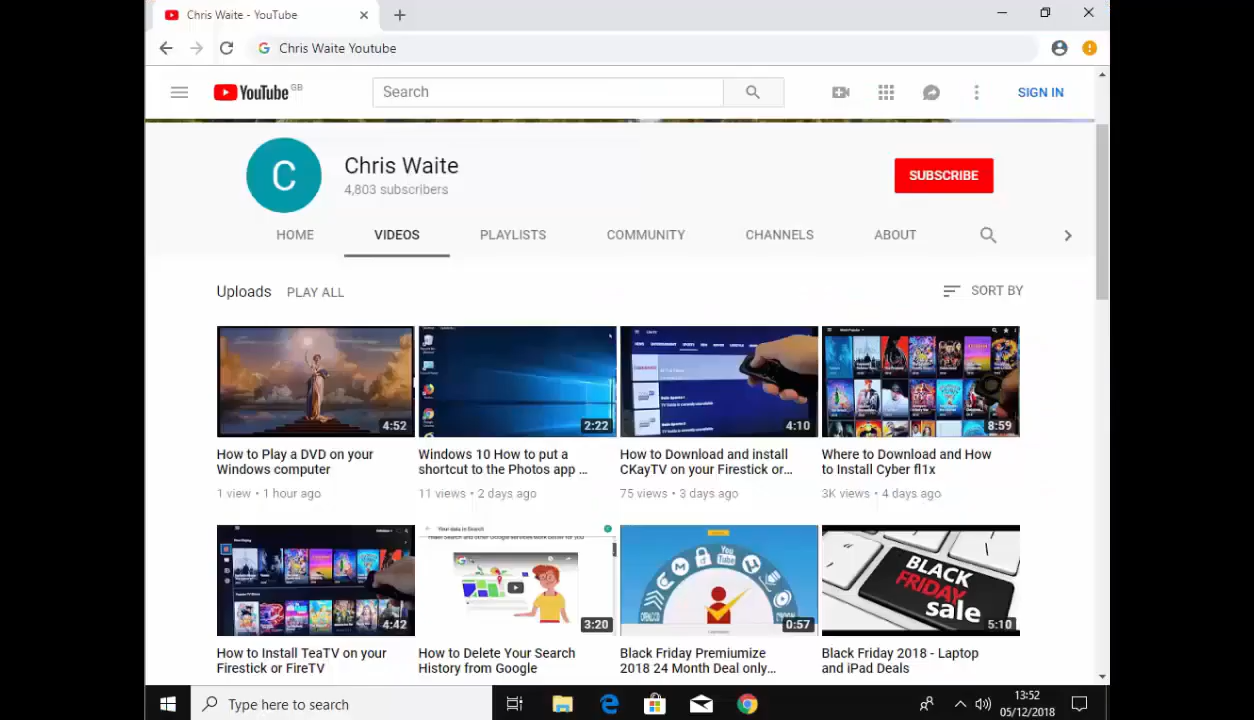 Chris Waite - YouTube
Chris Waite Youtube
YouTube GB
Search
SIGN IN
C
Chris Waite
4,803 subscribers
SUBSCRIBE
HOME
VIDEOS
PLAYLISTS
COMMUNITY
CHANNELS
ABOUT
Uploads
PLAY ALL
SORT BY
4:52
2:22
4:10
8:59
How to Play a DVD on your
Windows computer
1 view • 1 hour ago
Windows 10 How to put a
shortcut to the Photos app ...
11 views • 2 days ago
How to Download and install
CKayTV on your Firestick or...
75 views • 3 days ago
Where to Download and How
to Install Cyber fl1x
3K views • 4 days ago
4:42
Your data in Search
3:20
You
Tube
0:57
BLACK
FRIDAY
sale
5:10
How to Install TeaTV on your
Firestick or FireTV
How to Delete Your Search
History from Google
Black Friday Premiumize
2018 24 Month Deal only...
Black Friday 2018 - Laptop
and iPad Deals
Type here to search
13:52
05/12/2018